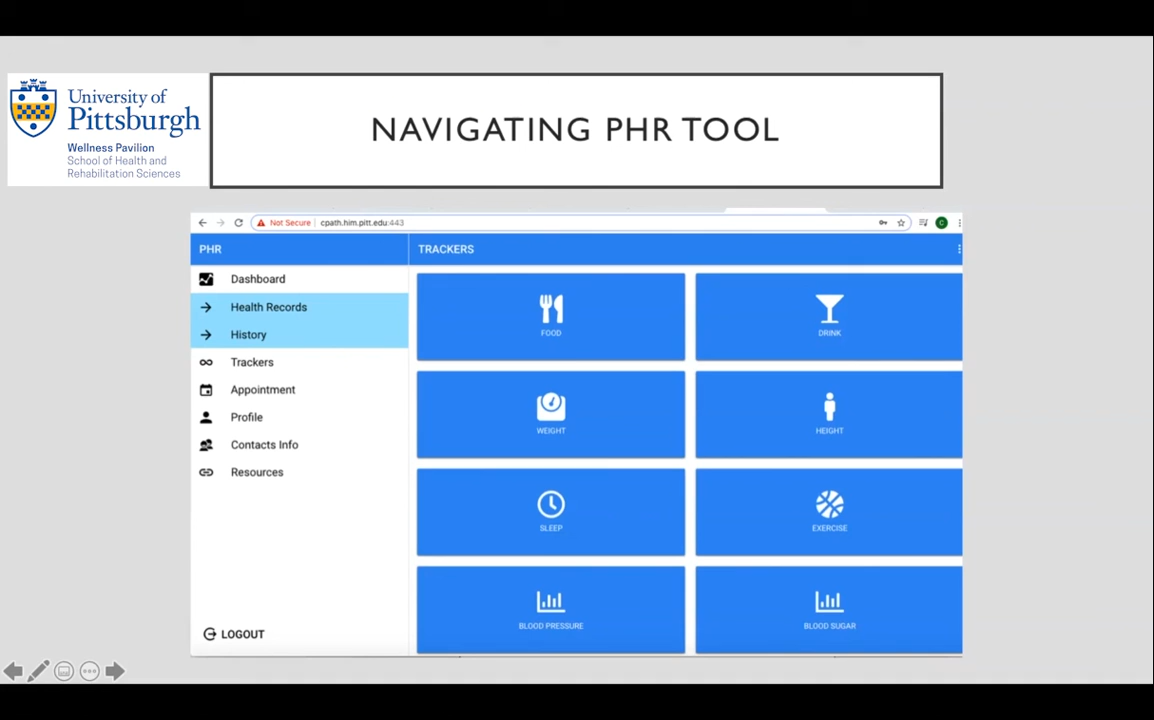 University of
Pittsburgh
Wellness Pavilion
School of Health and
Rehabilitation Sciences
NAVIGATING PHR TOOL
Not Secure | cpath.him.pitt.edu:443
C
PHR
TRACKERS
Dashboard
Health Records
History
Trackers
Appointment
Profile
Contacts Info
Resources
LOGOUT
FOOD
DRINK
WEIGHT
HEIGHT
SLEEP
EXERCISE
BLOOD PRESSURE
BLOOD SUGAR